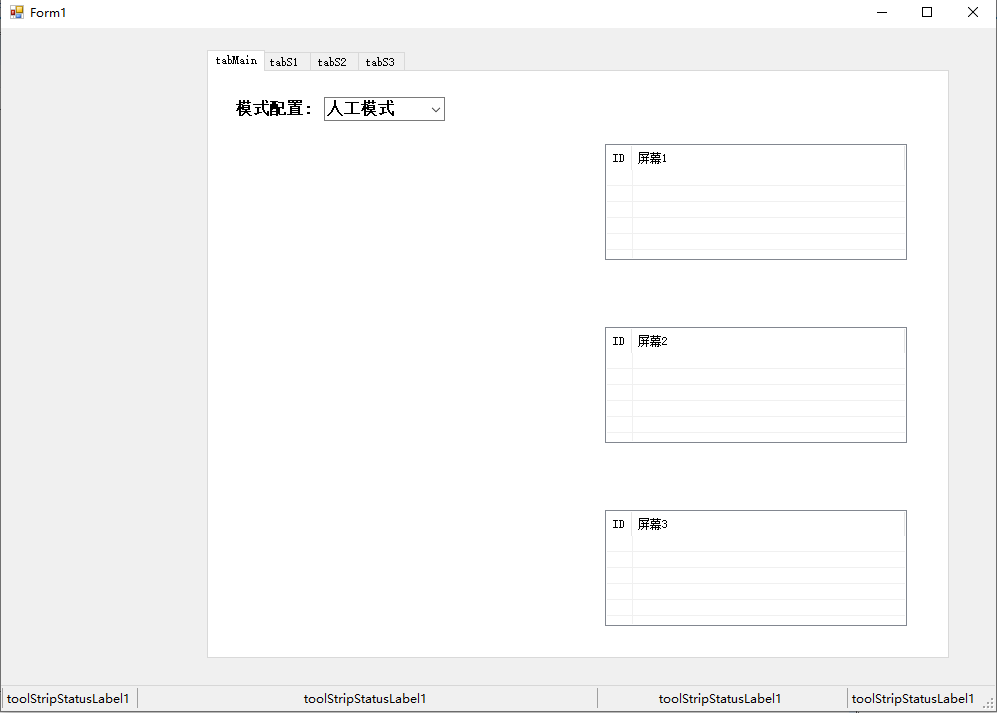 Form1
tabMain tabS1 tabS2 tabS3
模式配置： 人工模式
ID 屏幕1
ID 屏幕2
ID 屏幕3
toolStripStatusLabel1 toolStripStatusLabel1 toolStripStatusLabel1 toolStripStatusLabel1